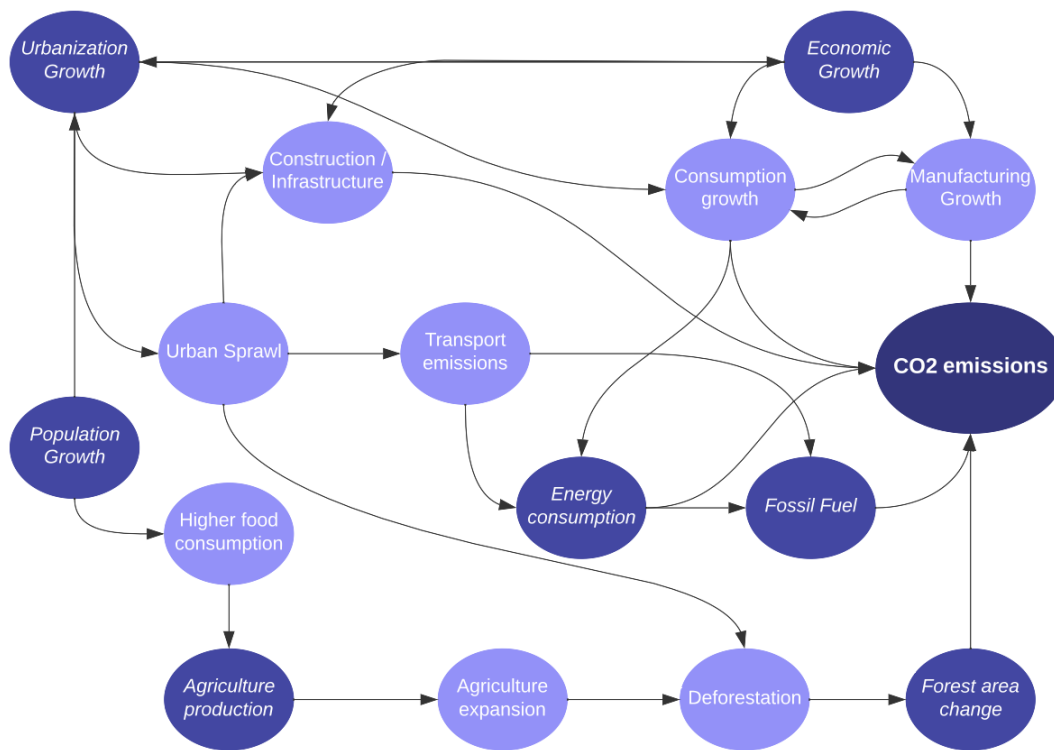 Urbanization
Growth
Economic
Growth
Construction /
Infrastructure
Consumption
growth
Manufacturing
Growth
Urban Sprawl
Transport
emissions
CO2 emissions
Population
Growth
Higher food
consumption
Energy
consumption
Fossil Fuel
Agriculture
production
Agriculture
expansion
Deforestation
Forest area
change